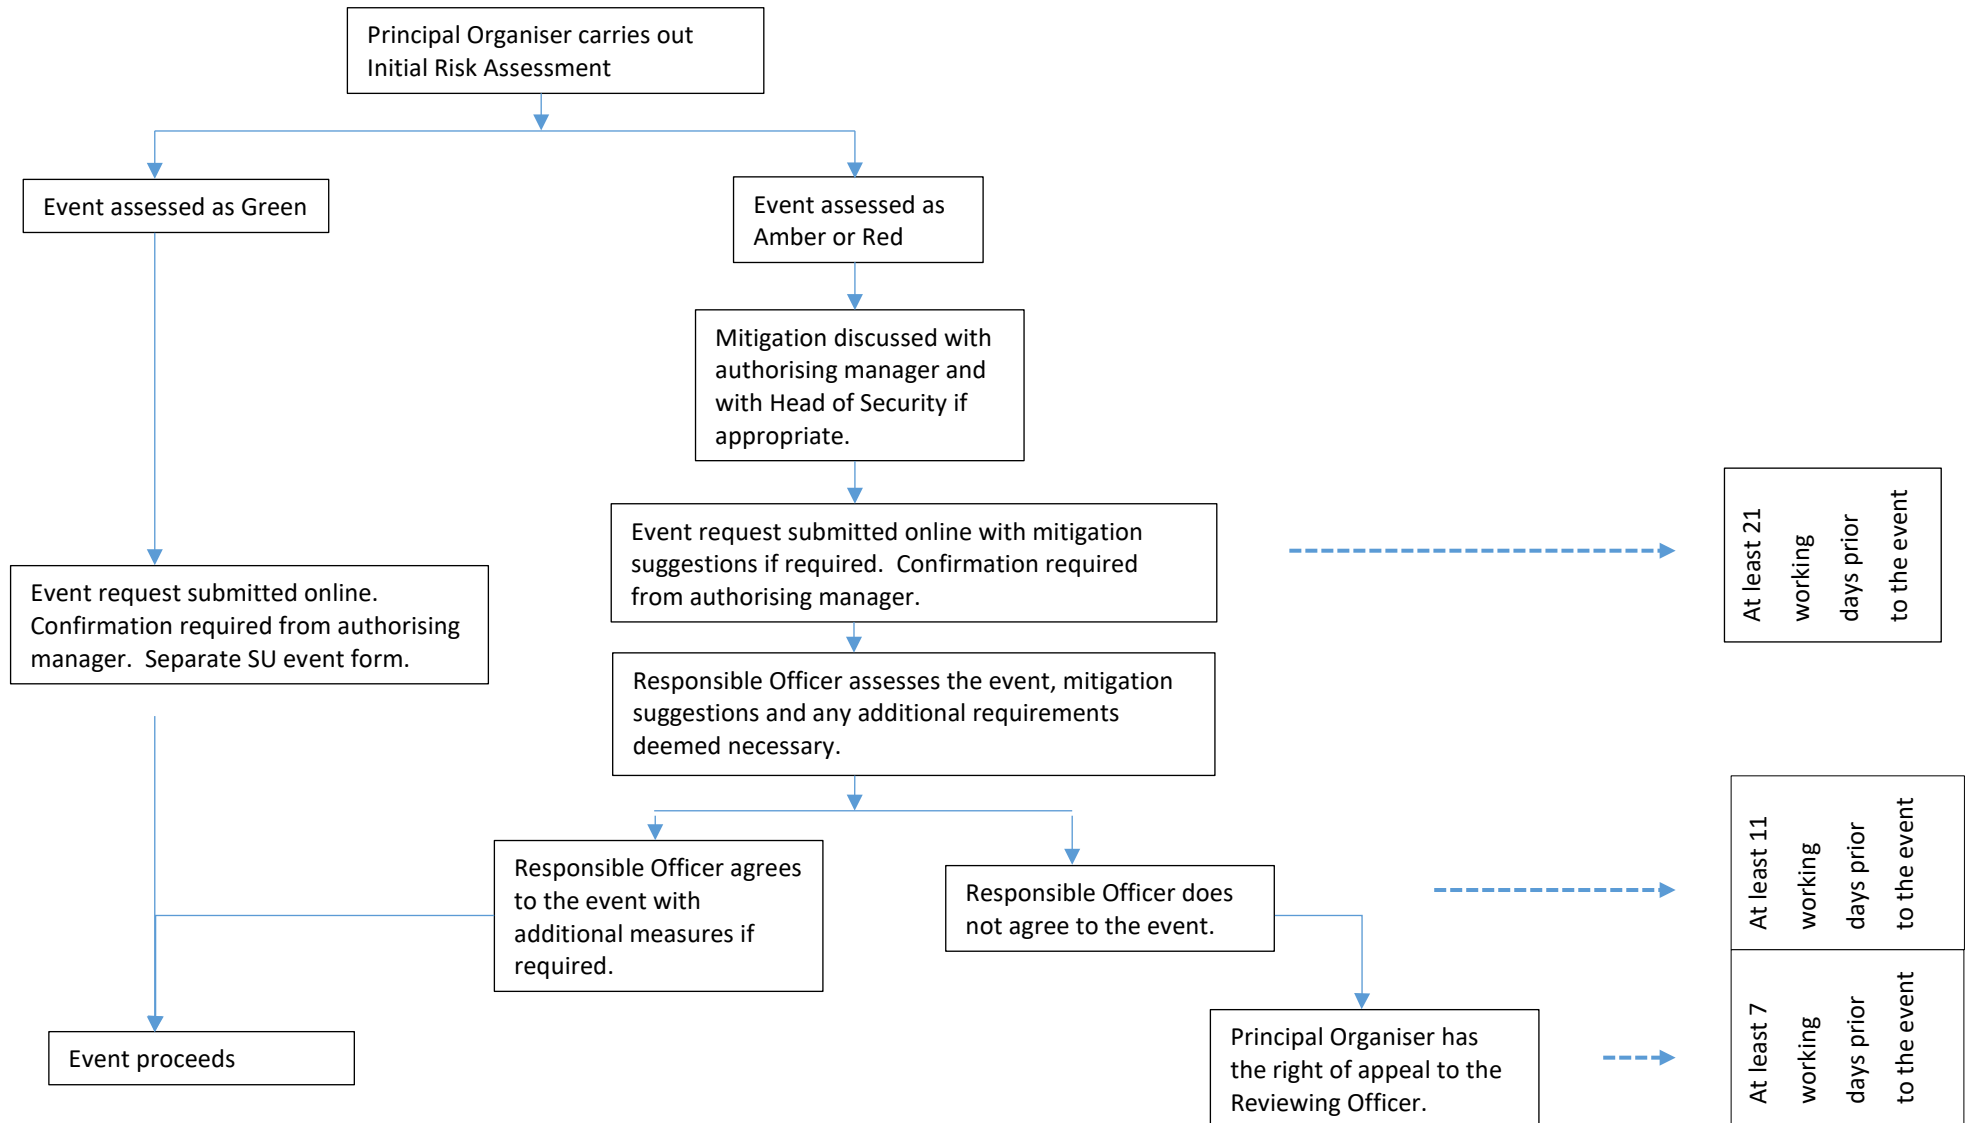 Principal Organiser carries out
Initial Risk Assessment
Event assessed as Green
Event assessed as
Amber or Red
Mitigation discussed with
authorising manager and
with Head of Security if
appropriate.
Event request submitted online with mitigation
suggestions if required.  Confirmation required
from authorising manager.
At least 21
working
days prior
to the event
Event request submitted online.
Confirmation required from authorising
manager.  Separate SU event form.
Responsible Officer assesses the event, mitigation
suggestions and any additional requirements
deemed necessary.
Responsible Officer agrees
to the event with
additional measures if
required.
Responsible Officer does
not agree to the event.
At least 11
working
days prior
to the event
Event proceeds
Principal Organiser has
the right of appeal to the
Reviewing Officer.
At least 7
working
days prior
to the event